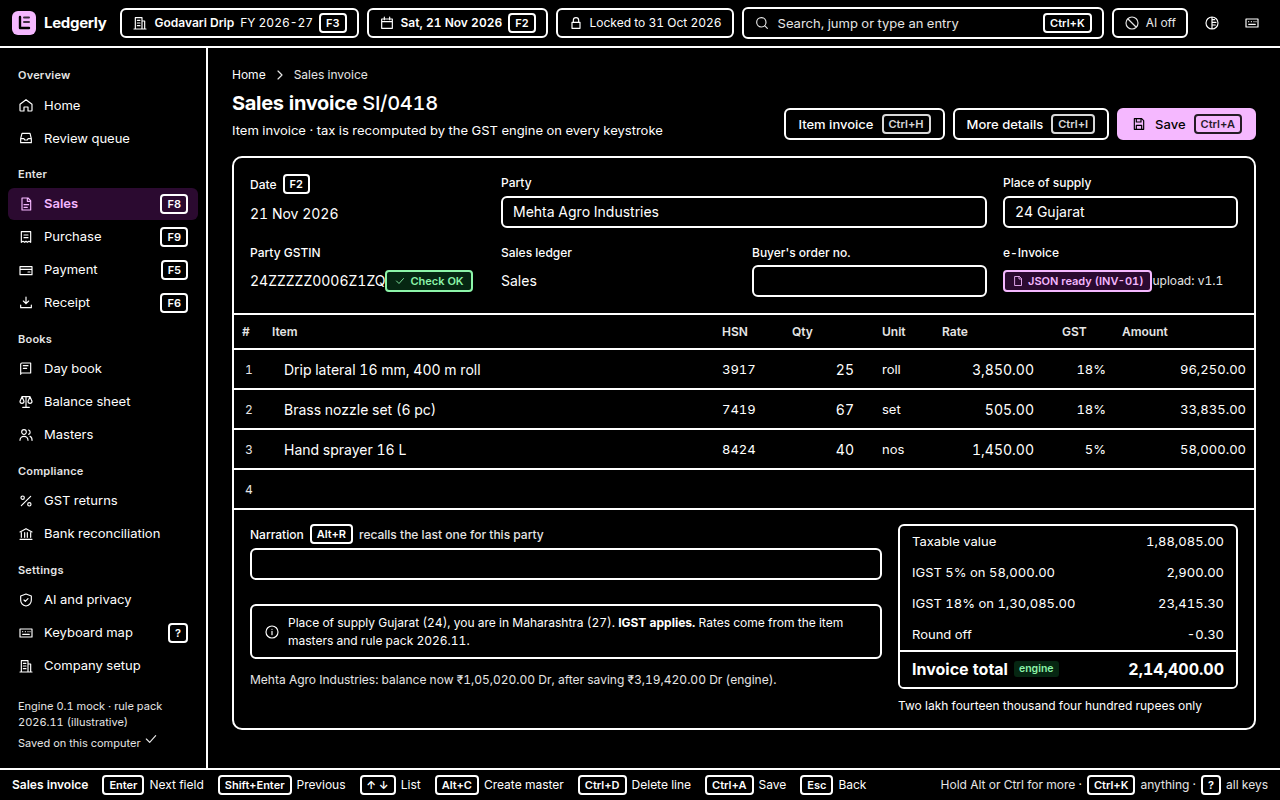 Ledgerly
Godavari Drip FY 2026-27 F3
Sat, 21 Nov 2026 F2
Locked to 31 Oct 2026
Search, jump or type an entry Ctrl+K
AI off
Overview
Home
Review queue
Enter
Sales F8
Purchase F9
Payment F5
Receipt F6
Books
Day book
Balance sheet
Masters
Compliance
GST returns
Bank reconciliation
Settings
AI and privacy
Keyboard map ?
Company setup
Engine 0.1 mock · rule pack
2026.11 (illustrative)
Saved on this computer
Home > Sales invoice
Sales invoice SI/0418
Item invoice · tax is recomputed by the GST engine on every keystroke
Item invoice Ctrl+H
More details Ctrl+I
Save Ctrl+A
Date F2 Party Place of supply
21 Nov 2026 Mehta Agro Industries 24 Gujarat
Party GSTIN Sales ledger Buyer's order no. e-Invoice
24ZZZZZ0006Z1ZQ Check OK Sales JSON ready (INV-01) upload: v1.1
# Item HSN Qty Unit Rate GST Amount
1 Drip lateral 16 mm, 400 m roll 3917 25 roll 3,850.00 18% 96,250.00
2 Brass nozzle set (6 pc) 7419 67 set 505.00 18% 33,835.00
3 Hand sprayer 16 L 8424 40 nos 1,450.00 5% 58,000.00
4
Narration Alt+R recalls the last one for this party
Place of supply Gujarat (24), you are in Maharashtra (27). IGST applies. Rates come from the item
masters and rule pack 2026.11.
Mehta Agro Industries: balance now ₹1,05,020.00 Dr, after saving ₹3,19,420.00 Dr (engine).
Taxable value 1,88,085.00
IGST 5% on 58,000.00 2,900.00
IGST 18% on 1,30,085.00 23,415.30
Round off -0.30
Invoice total engine 2,14,400.00
Two lakh fourteen thousand four hundred rupees only
Sales invoice Enter Next field Shift+Enter Previous ↑↓ List Alt+C Create master Ctrl+D Delete line Ctrl+A Save Esc Back Hold Alt or Ctrl for more · Ctrl+K anything · ? all keys